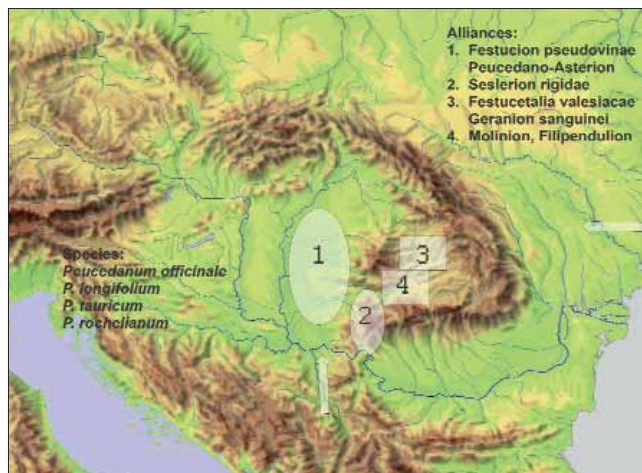 Alliances:
1. Festucion pseudovinae
Peucedano-Asterion
2. Seslerion rigidae
3. Festucetalia valesiacae
Geranion sanguinei
4. Molinion, Filipendulion
Species:
Peucedanum officinale
P. longifolium
P. tauricum
P. rochelianum
1
3
4
2